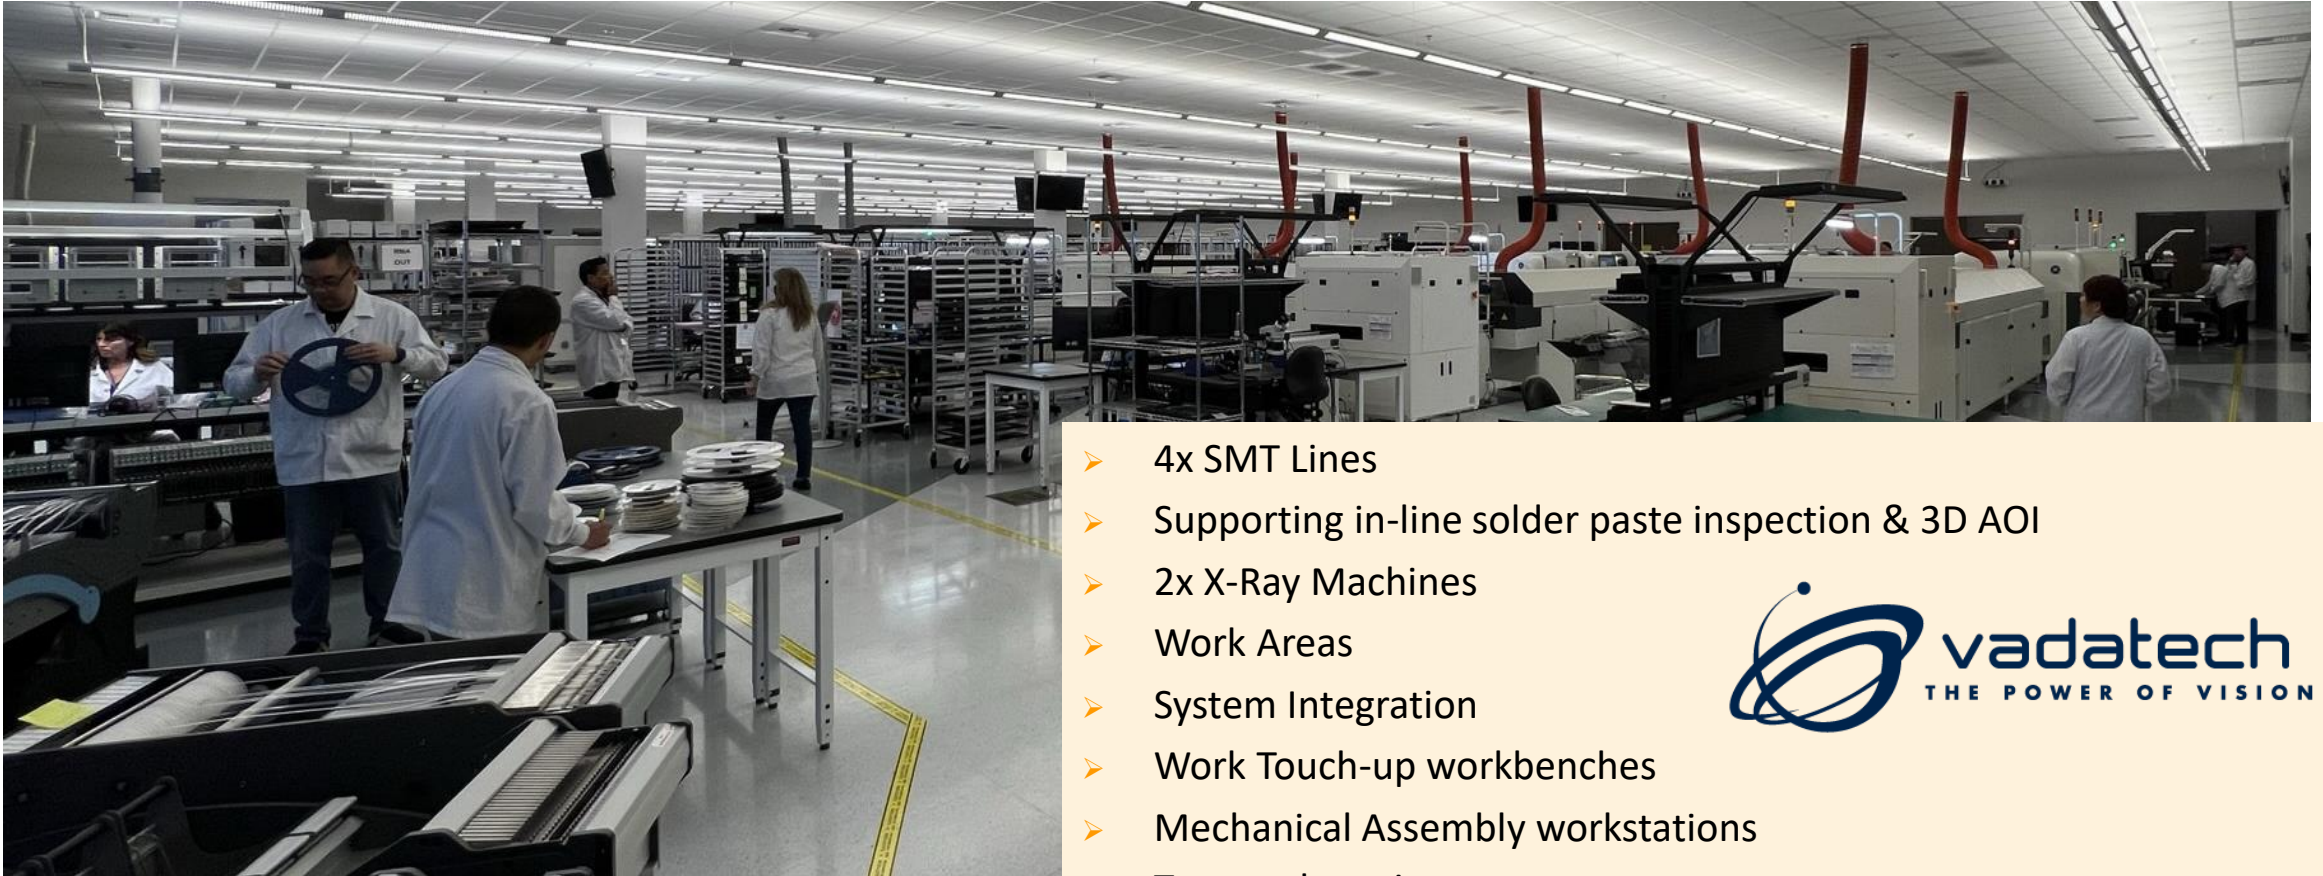 OUT
➢ 4x SMT Lines
➢ Supporting in-line solder paste inspection & 3D AOI
➢ 2x X-Ray Machines
➢ Work Areas
➢ System Integration
➢ Work Touch-up workbenches
➢ Mechanical Assembly workstations
vadatech
THE POWER OF VISION